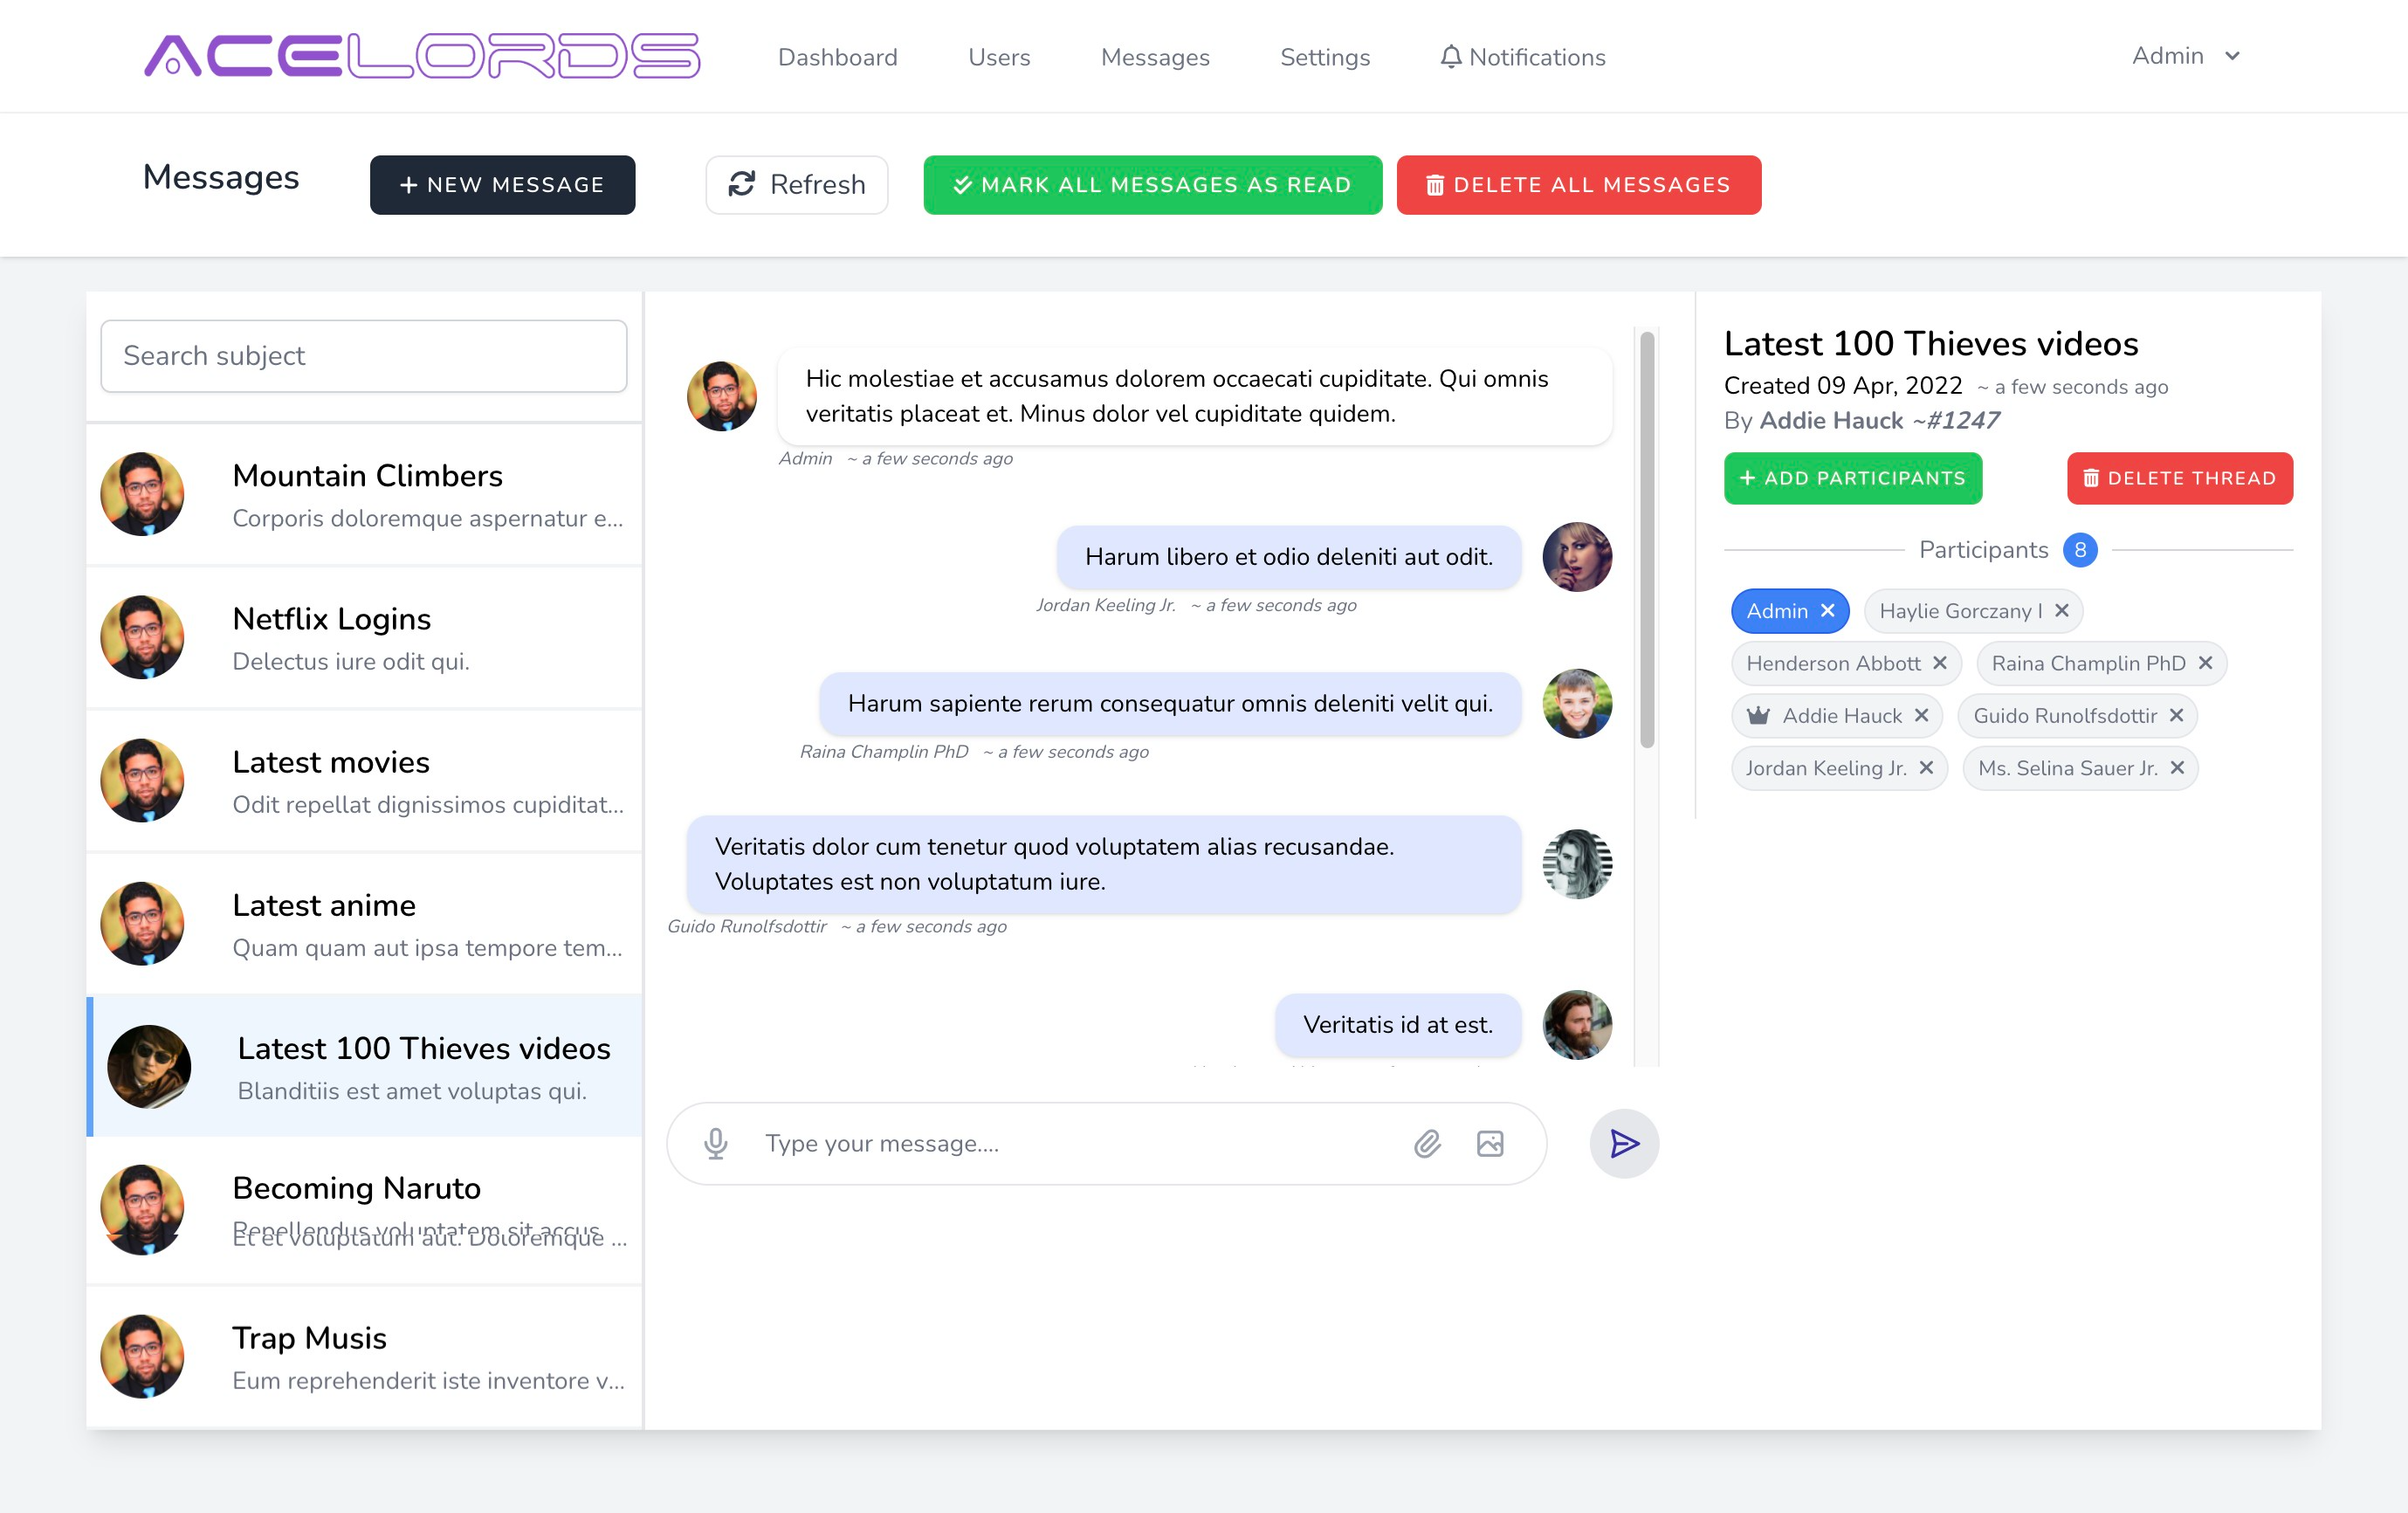 ACELORDS
Dashboard
Users
Messages
Settings
Notifications
Admin
Messages
NEW MESSAGE
Refresh
MARK ALL MESSAGES AS READ
DELETE ALL MESSAGES
Search subject
Mountain Climbers
Corporis doloremque aspernatur e...
Netflix Logins
Delectus iure odit qui.
Latest movies
Odit repellat dignissimos cupiditat...
Latest anime
Quam quam aut ipsa tempore tem...
Latest 100 Thieves videos
Blanditiis est amet voluptas qui.
Becoming Naruto
Repellendus voluptatem sit accus
Et et voluptatum aut. Doloremque ...
Trap Musis
Eum reprehenderit iste inventore v...
Hic molestiae et accusamus dolorem occaecati cupiditate. Qui omnis
veritatis placeat et. Minus dolor vel cupiditate quidem.
Admin ~ a few seconds ago
Harum libero et odio deleniti aut odit.
Jordan Keeling Jr. ~ a few seconds ago
Harum sapiente rerum consequatur omnis deleniti velit qui.
Raina Champlin PhD ~ a few seconds ago
Veritatis dolor cum tenetur quod voluptatem alias recusandae.
Voluptates est non voluptatum iure.
Guido Runolfsdottir ~ a few seconds ago
Veritatis id at est.
Type your message....
Latest 100 Thieves videos
Created 09 Apr, 2022 ~ a few seconds ago
By Addie Hauck ~#1247
ADD PARTICIPANTS
DELETE THREAD
Participants 8
Admin
Haylie Gorczany I
Henderson Abbott
Raina Champlin PhD
Addie Hauck
Guido Runolfsdottir
Jordan Keeling Jr.
Ms. Selina Sauer Jr.